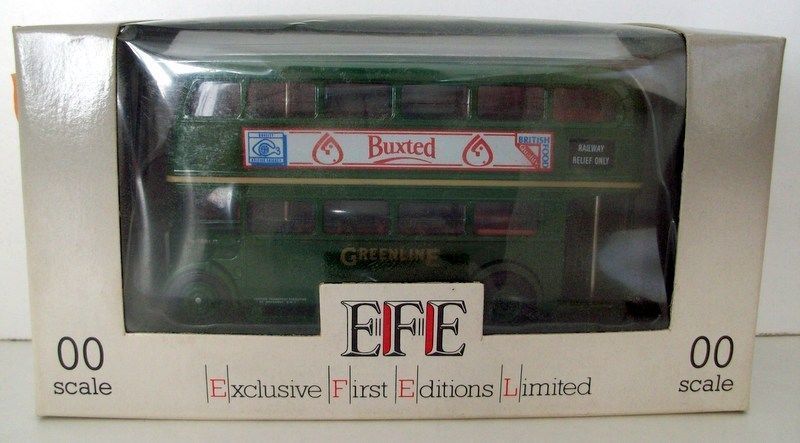 Buxted
BRITISH
RAILWAY
RELIEF ONLY
GREENLINE
EFE
00
scale
00
scale
Exclusive First Editions Limited